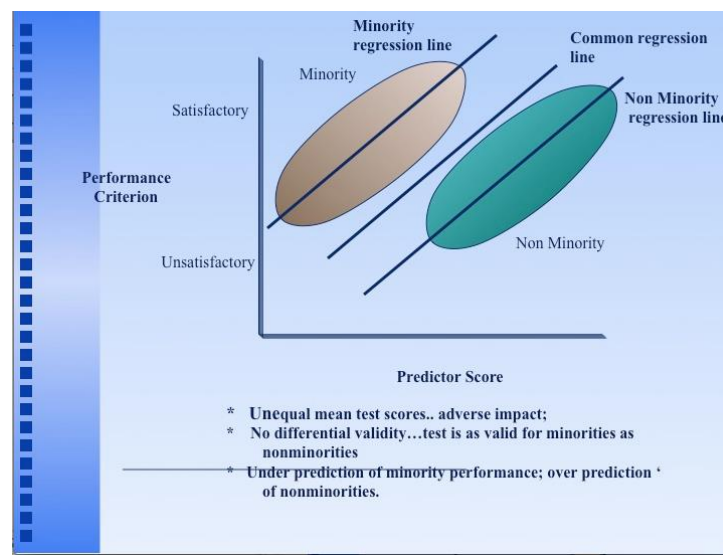 Minority
regression line
Common regression
line
Minority
Non Minority
regression line
Satisfactory
Performance
Criterion
Non Minority
Unsatisfactory
Predictor Score
* Unequal mean test scores.. adverse impact;
* No differential validity…test is as valid for minorities as
nonminorities
* Under prediction of minority performance; over prediction ‘
of nonminorities.